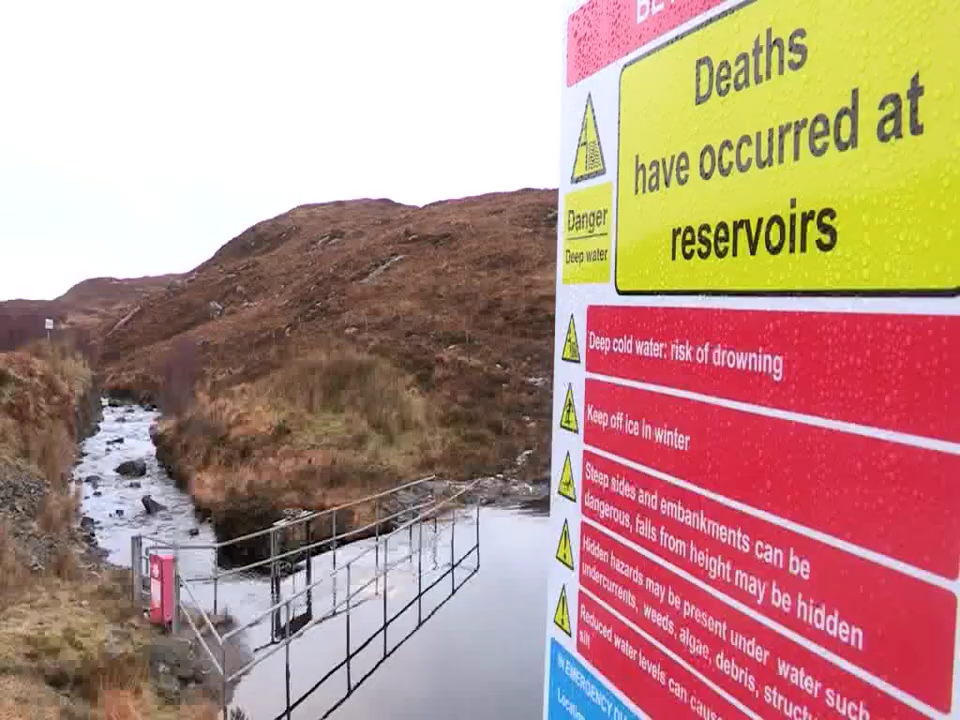 Deaths
have occurred at
reservoirs
Danger
Deep water
Deep cold water: risk of drowning
Keep off ice in winter
Steep sides and embankments can be
dangerous, falls from height may be hidden
Hidden hazards may be present under water such
undercurrents, weeds, algae, debris,
Reduced water levels can
silt
IN EMERGENCY